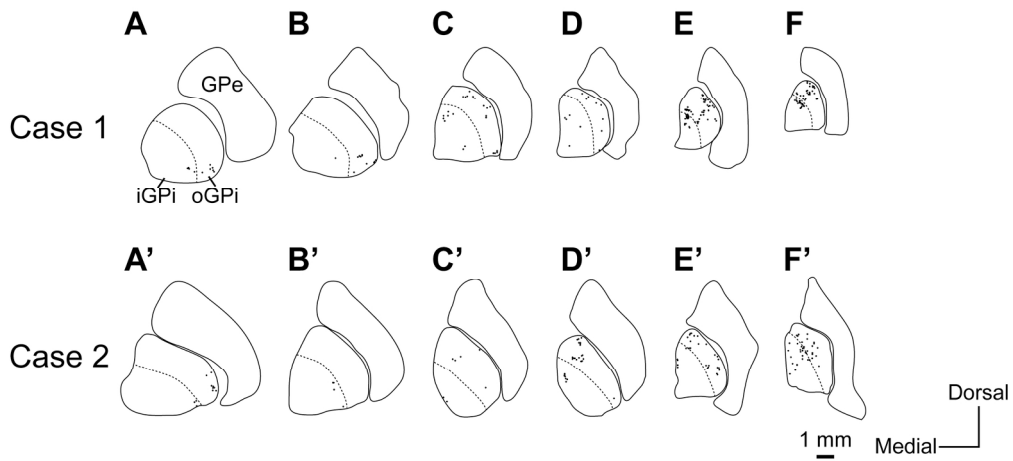 A B C D E F
GPe
Case 1
iGPi oGPi
A’ B’ C’ D’ E’ F’
Case 2
Dorsal
1 mm Medial